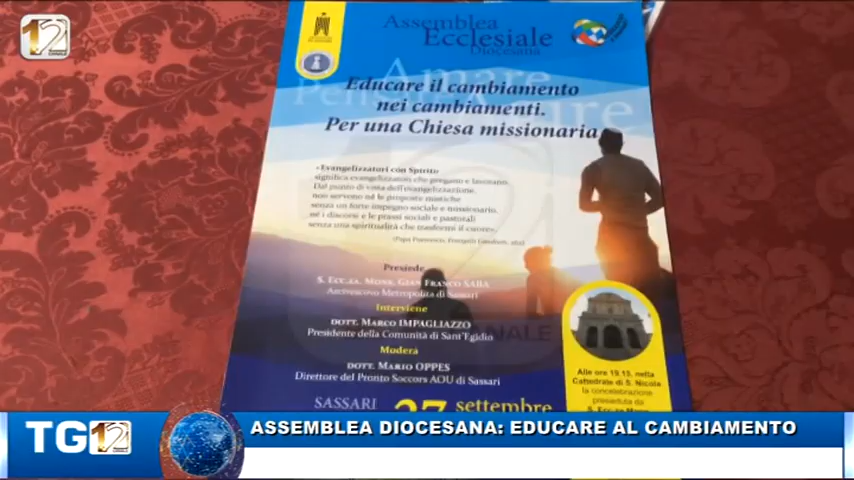 12
CANALE
Assemblea
Ecclesiale
Diocesana
Amare
Educare il cambiamento
nei cambiamenti.
Per una Chiesa missionaria
«Evangelizzatori con Spirito»
significa evangelizzatori che pregano e lavorano.
Dal punto di vista dell'evangelizzazione,
non servono né le proposte mistiche
senza un forte impegno sociale e missionario,
né i discorsi e le prassi sociali e pastorali
senza una spiritualità che trasformi il cuore».
(Papa Francesco, Evangelii Gaudium, 262)
Presiede
S. Ecc.za. Mons. Gian Franco SABA
Arcivescovo Metropolita di Sassari
Interviene
DOTT. MARCO IMPAGLIAZZO
Presidente della Comunità di Sant'Egidio
Modera
DOTT. MARIO OPPES
Direttore del Pronto Soccors AOU di Sassari
SASSARI 27 settembre
Alle ore 19.15, nella
Cattedrale di S. Nicola
la concelebrazione
presieduta da
TG12
CANALE
ASSEMBLEA DIOCESANA: EDUCARE AL CAMBIAMENTO